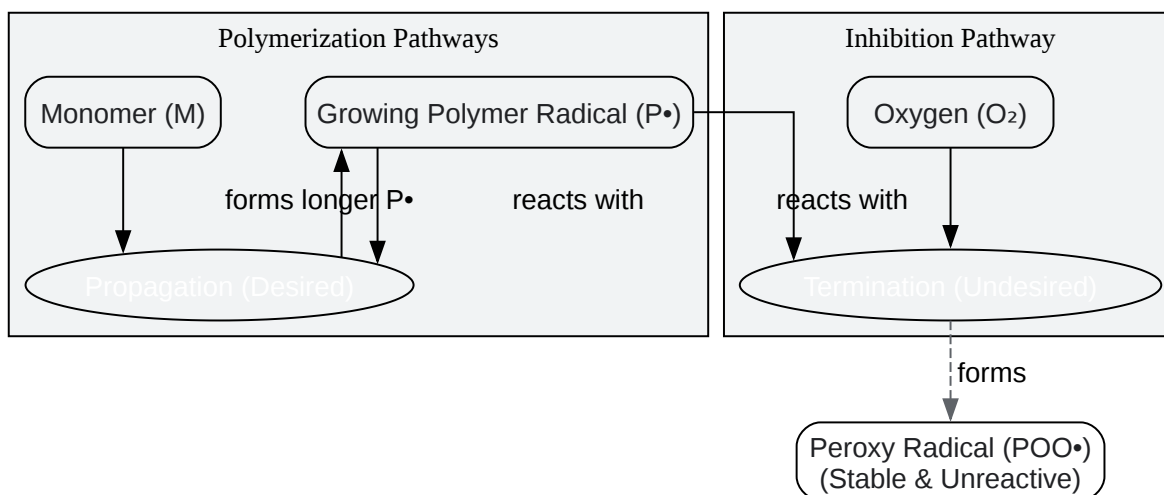 Polymerization Pathways
Inhibition Pathway
Monomer (M)
Growing Polymer Radical (P•)
Oxygen (O₂)
forms longer P•
reacts with
reacts with
Propagation (Desired)
Termination (Undesired)
forms
Peroxy Radical (POO•)
(Stable & Unreactive)